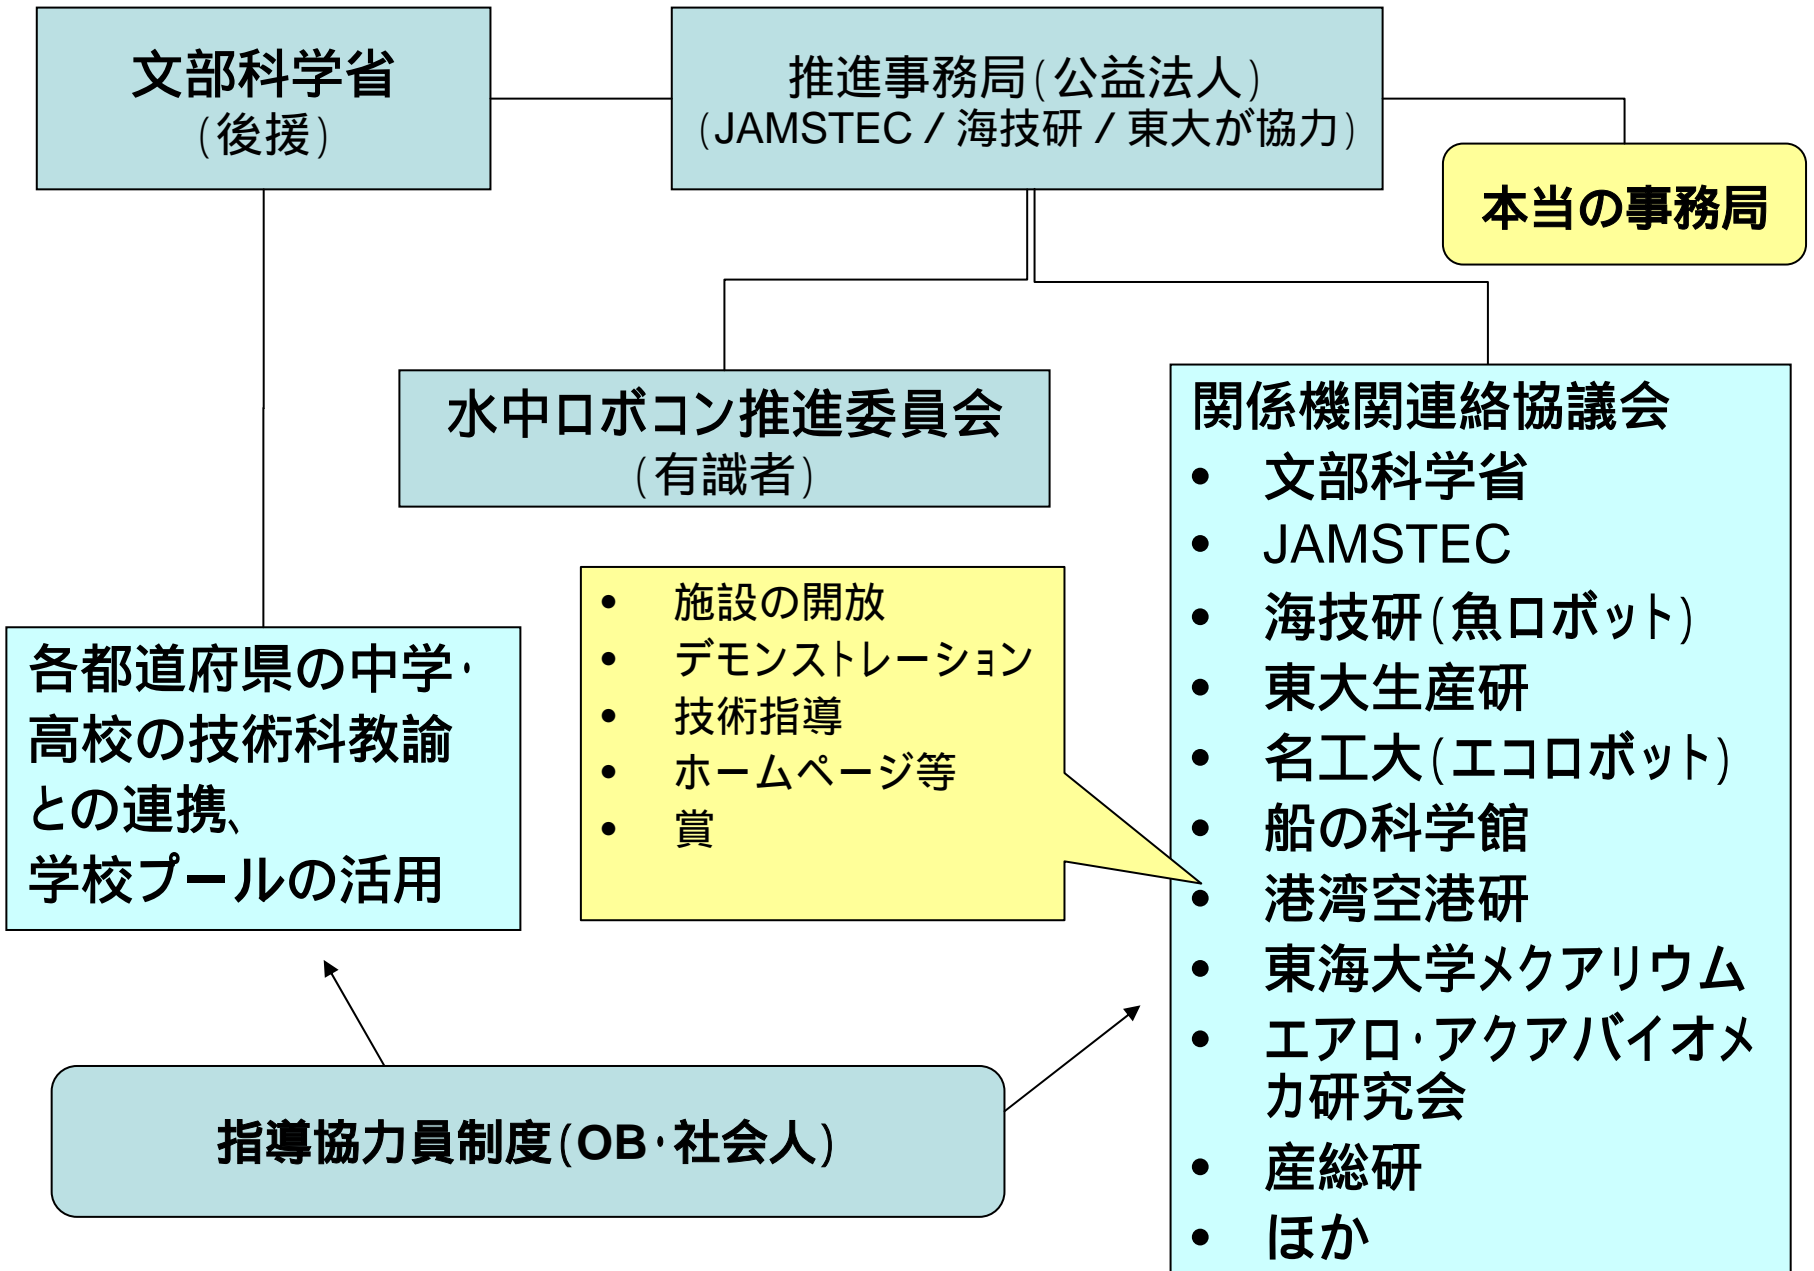 文部科学省
(後援)
推進事務局(公益法人)
(JAMSTEC / 海技研 / 東大が協力)
本当の事務局
水中ロボコン推進委員会
(有識者)
関係機関連絡協議会
• 文部科学省
• JAMSTEC
• 海技研(魚ロボット)
• 東大生産研
• 名工大(エコロボット)
• 船の科学館
• 港湾空港研
• 東海大学メクアリウム
• エアロ・アクアバイオメ
カ研究会
• 産総研
• ほか
• 施設の開放
• デモンストレーション
• 技術指導
• ホームページ等
• 賞
各都道府県の中学・
高校の技術科教諭
との連携、
学校プールの活用
指導協力員制度(OB・社会人)